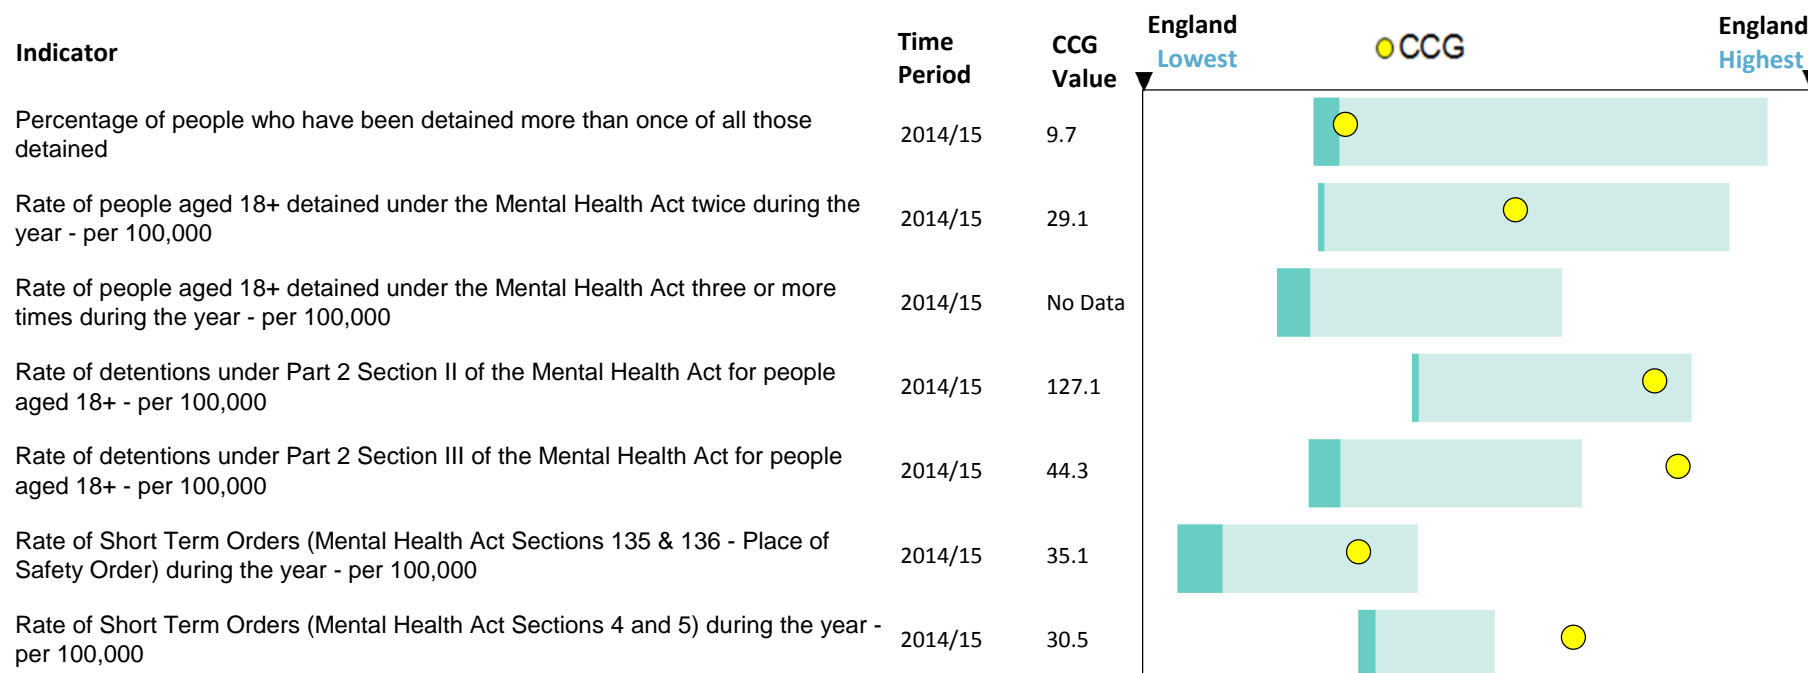 Indicator
Time
Period
CCG
Value
England
Lowest
CCG
England
Highest
Percentage of people who have been detained more than once of all those
detained
2014/15
9.7
Rate of people aged 18+ detained under the Mental Health Act twice during the
year - per 100,000
2014/15
29.1
Rate of people aged 18+ detained under the Mental Health Act three or more
times during the year - per 100,000
2014/15
No Data
Rate of detentions under Part 2 Section II of the Mental Health Act for people
aged 18+ - per 100,000
2014/15
127.1
Rate of detentions under Part 2 Section III of the Mental Health Act for people
aged 18+ - per 100,000
2014/15
44.3
Rate of Short Term Orders (Mental Health Act Sections 135 & 136 - Place of
Safety Order) during the year - per 100,000
2014/15
35.1
Rate of Short Term Orders (Mental Health Act Sections 4 and 5) during the year -
per 100,000
2014/15
30.5